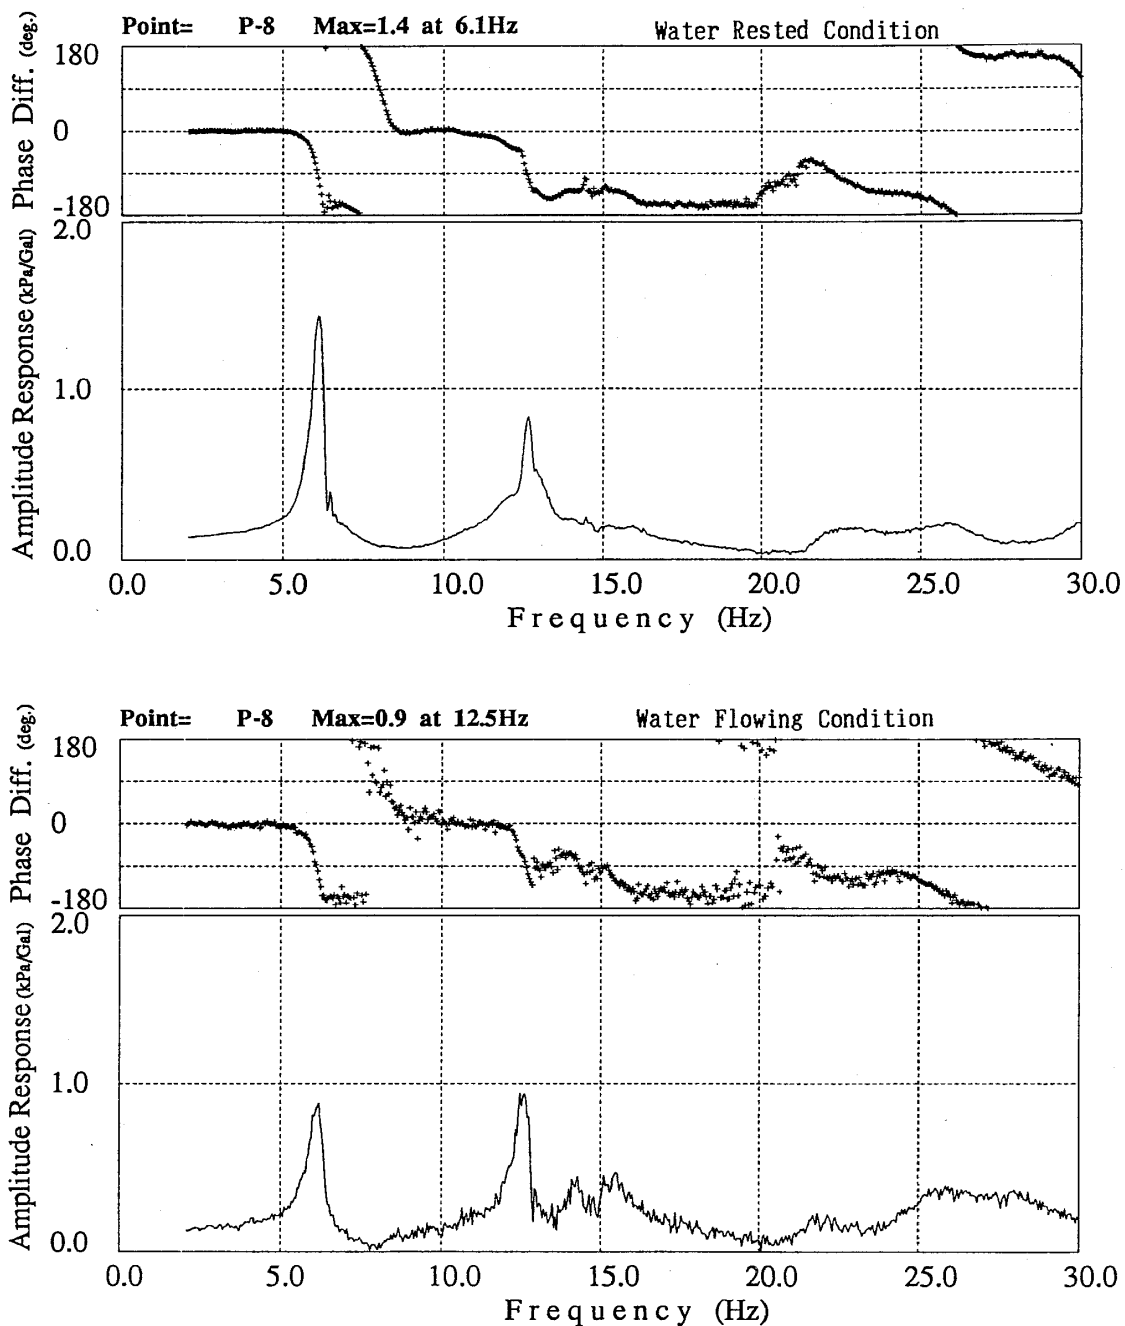 Point= P-8 Max=1.4 at 6.1Hz Water Rested Condition
Phase Diff. (deg.)
180
0
-180
Amplitude Response (kPa/Gal)
2.0
1.0
0.0
0.0 5.0 10.0 15.0 20.0 25.0 30.0
Frequency (Hz)
Point= P-8 Max=0.9 at 12.5Hz Water Flowing Condition
Phase Diff. (deg.)
180
0
-180
Amplitude Response (kPa/Gal)
2.0
1.0
0.0
0.0 5.0 10.0 15.0 20.0 25.0 30.0
Frequency (Hz)